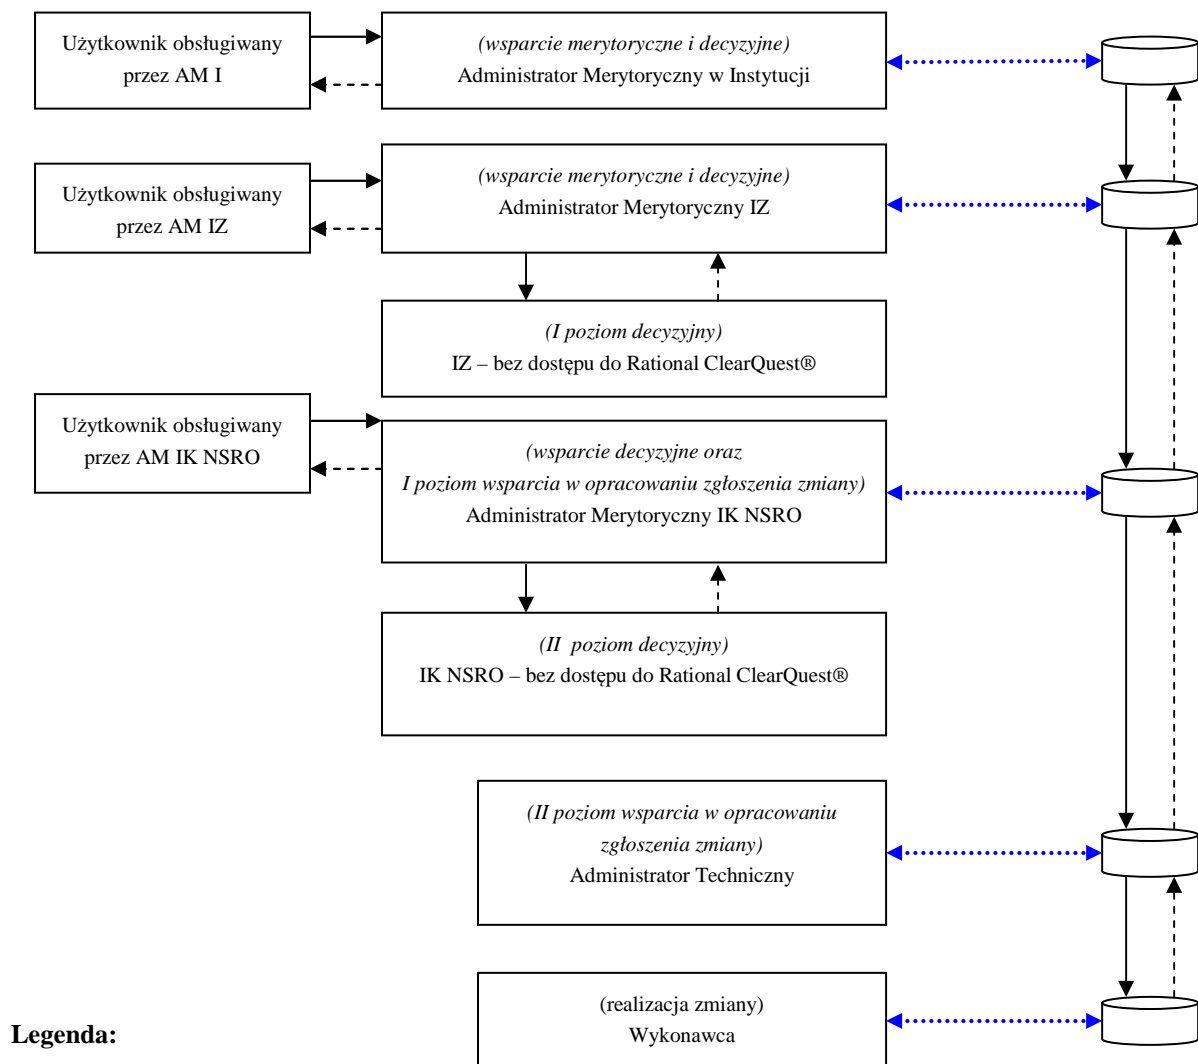 Użytkownik obsługiwany
przez AM I
(wsparcie merytoryczne i decyzyjne)
Administrator Merytoryczny w Instytucji
Użytkownik obsługiwany
przez AM IZ
(wsparcie merytoryczne i decyzyjne)
Administrator Merytoryczny IZ
(I poziom decyzyjny)
IZ – bez dostępu do Rational ClearQuest®
Użytkownik obsługiwany
przez AM IK NSRO
(wsparcie decyzyjne oraz
I poziom wsparcia w opracowaniu zgłoszenia zmiany)
Administrator Merytoryczny IK NSRO
(II poziom decyzyjny)
IK NSRO – bez dostępu do Rational ClearQuest®
(II poziom wsparcia w opracowaniu
zgłoszenia zmiany)
Administrator Techniczny
(realizacja zmiany)
Wykonawca
Legenda: